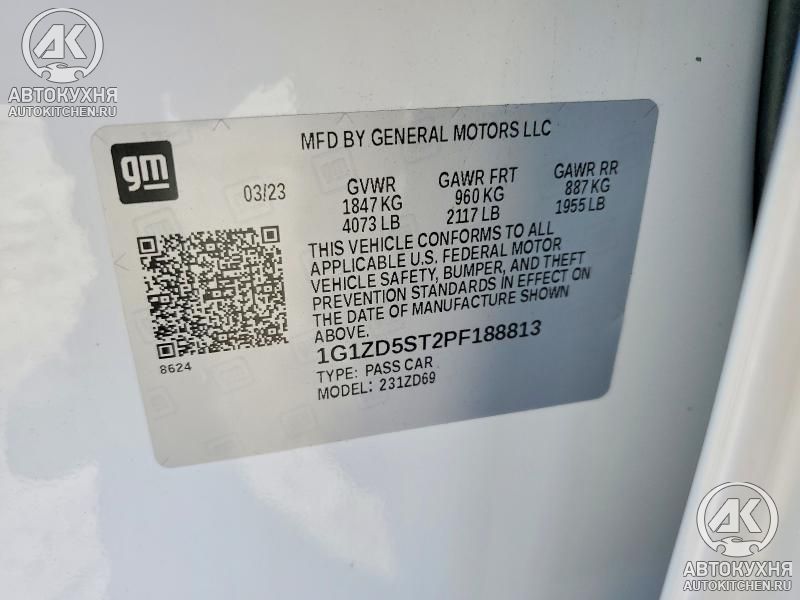 АК
АВТОКУХНЯ
AUTOKITCHEN.RU
gm
MFD BY GENERAL MOTORS LLC
03/23
GVWR
1847 KG
4073 LB
GAWR FRT
960 KG
2117 LB
GAWR RR
887 KG
1955 LB
THIS VEHICLE CONFORMS TO ALL
APPLICABLE U.S. FEDERAL MOTOR
VEHICLE SAFETY, BUMPER, AND THEFT
PREVENTION STANDARDS IN EFFECT ON
THE DATE OF MANUFACTURE SHOWN
ABOVE.
8624
1G1ZD5ST2PF188813
TYPE: PASS CAR
MODEL: 231ZD69
АК
АВТОКУХНЯ
AUTOKITCHEN.RU